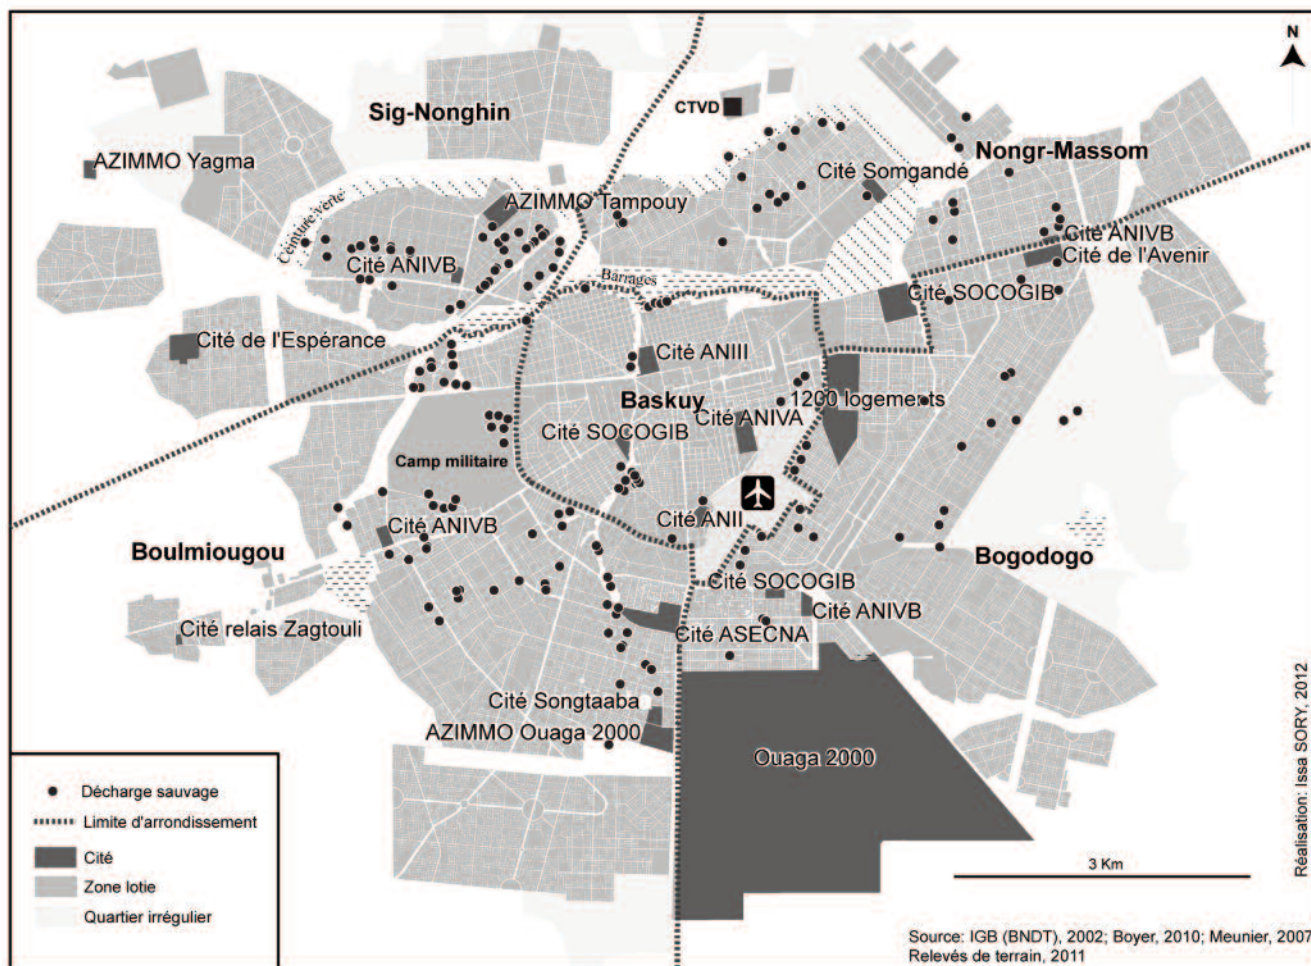 N
CTVD
Sig-Nonghin
Nongr-Massom
AZIMMO Yagma
Cité Somgandé
AZIMMO Tampouy
Ceinture verte
Cité ANIVB
Cité ANIVB
Cité de l'Avenir
Barrages
Cité SOCOGIB
Cité de l'Espérance
Cité ANIII
Baskuy
1200 logements
Cité ANIVA
Cité SOCOGIB
Camp militaire
Cité ANII
Cité ANIVB
Boulmiougou
Bogodogo
Cité SOCOGIB
Cité ANIVB
Cité relais Zagtouli
Cité ASECNA
Cité Songtaaba
AZIMMO Ouaga 2000
Ouaga 2000
Décharge sauvage
Limite d'arrondissement
Cité
Zone lotie
Quartier irrégulier
3 Km
Source: IGB (BNDT), 2002; Boyer, 2010; Meunier, 2007
Relevés de terrain, 2011
Réalisation: Issa SORY, 2012